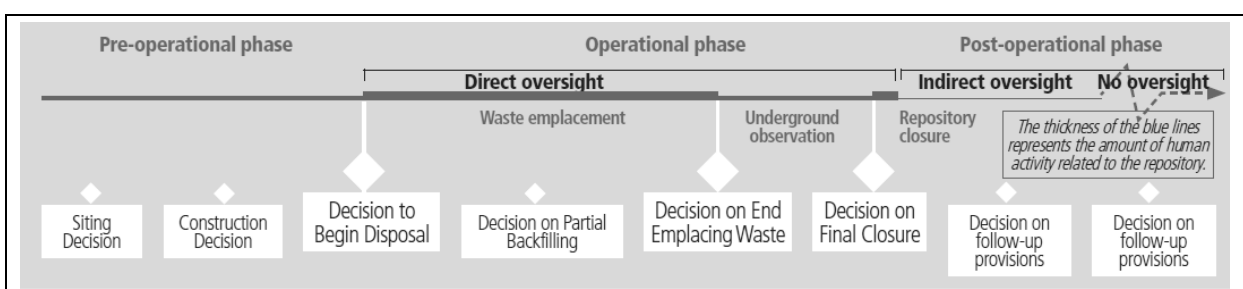 Pre-operational phase
Operational phase
Post-operational phase
Direct oversight
Indirect oversight
No oversight
Waste emplacement
Underground
observation
Repository
closure
The thickness of the blue lines
represents the amount of human
activity related to the repository.
Siting
Decision
Construction
Decision
Decision to
Begin Disposal
Decision on Partial
Backfilling
Decision on End
Emplacing Waste
Decision on
Final Closure
Decision on
follow-up
provisions
Decision on
follow-up
provisions